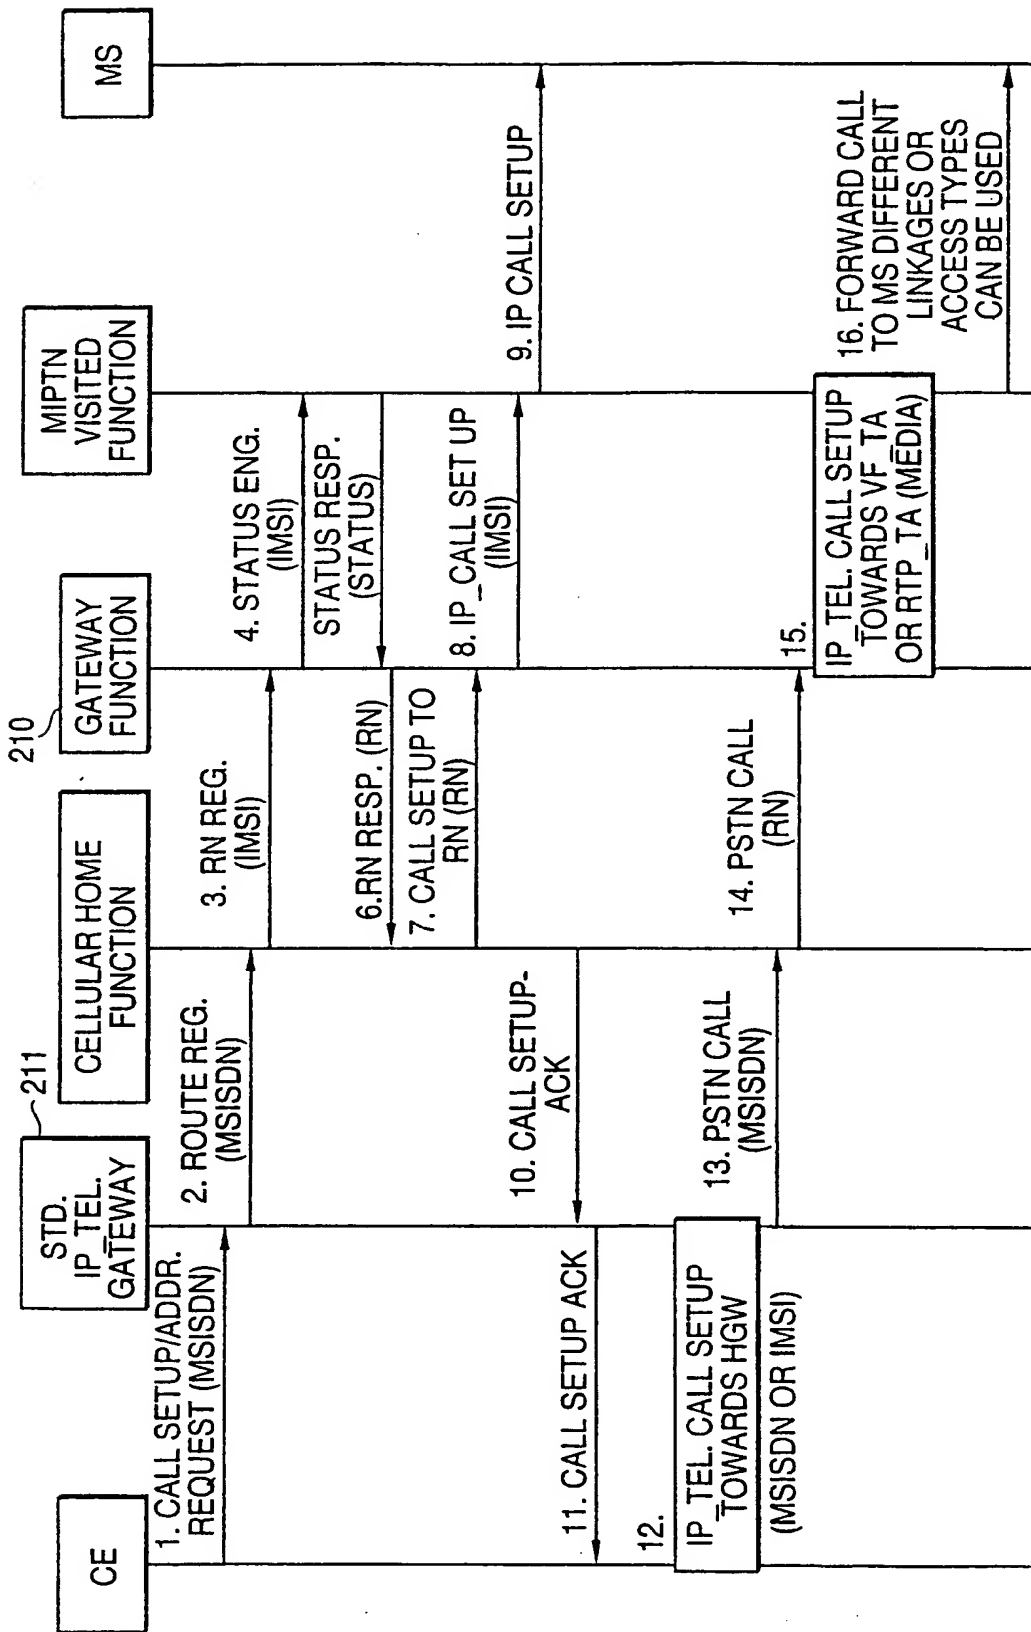 CE
211
STD.
IP_TEL.
GATEWAY
CELLULAR HOME
FUNCTION
210
GATEWAY
FUNCTION
MIPTN
VISITED
FUNCTION
MS
1. CALL SETUP/ADDR.
REQUEST (MSISDN)
2. ROUTE REG.
(MSISDN)
3. RN REG.
(IMSI)
4. STATUS ENG.
(IMSI)
STATUS RESP.
(STATUS)
6.RN RESP. (RN)
7. CALL SETUP TO
RN (RN)
8. IP_CALL SET UP
(IMSI)
9. IP CALL SETUP
10. CALL SETUP-
ACK
11. CALL SETUP ACK
12.
IP_TEL. CALL SETUP
TOWARDS HGW
(MSISDN OR IMSI)
13. PSTN CALL
(MSISDN)
14. PSTN CALL
(RN)
15.
IP_TEL. CALL SETUP
TOWARDS VF_TA
OR RTP_TA (MEDIA)
16. FORWARD CALL
TO MS DIFFERENT
LINKAGES OR
ACCESS TYPES
CAN BE USED